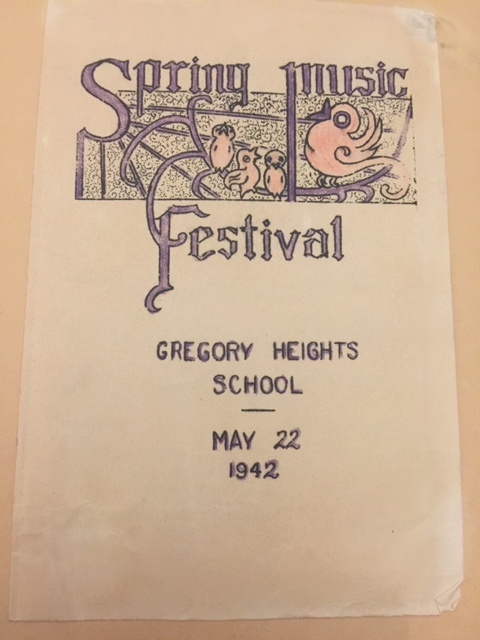 Spring Music
Festival
GREGORY HEIGHTS
SCHOOL
MAY 22
1942